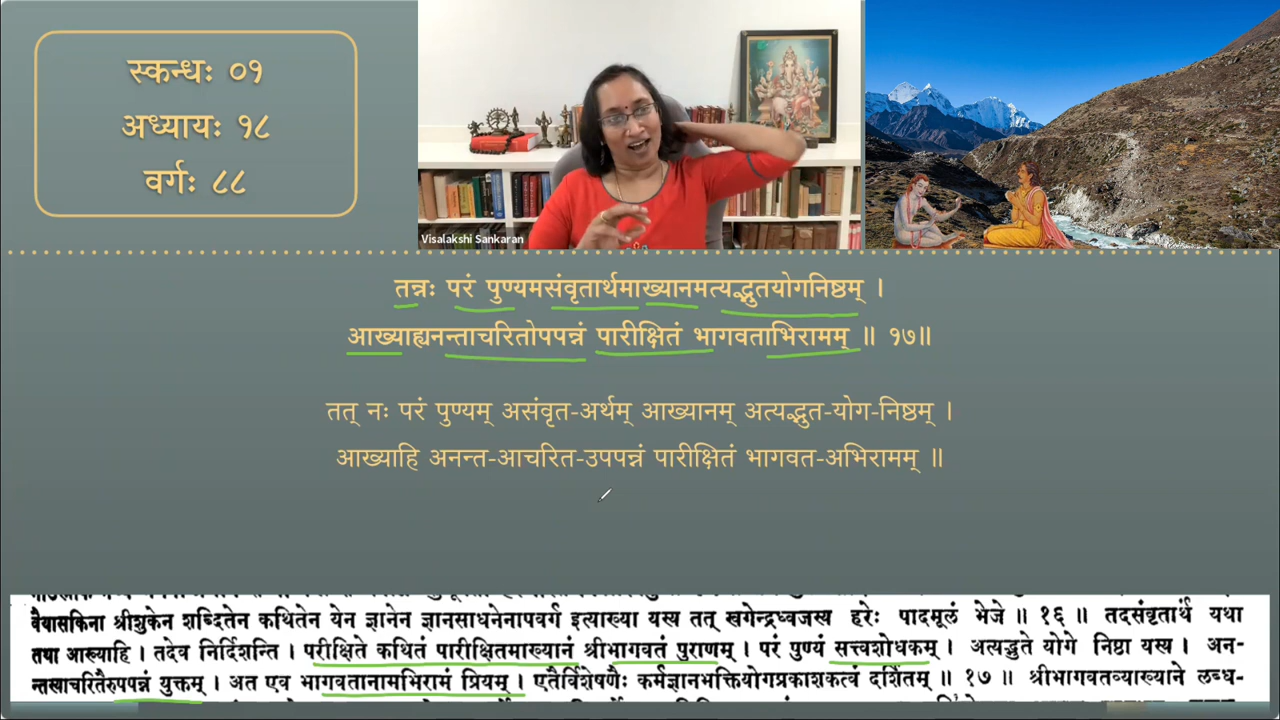 स्कन्धः ०१
अध्यायः १८
वर्गः ८८
Visalakshi Sankaran
तन्नः परं पुण्यमसंवृतार्थमाख्यानमत्यद्भुतयोगनिष्ठम् ।
आख्याह्यनन्ताचरितोपपन्नं पारीक्षितं भागवताभिरामम् ॥ १७॥
तत् नः परं पुण्यम् असंवृत-अर्थम् आख्यानम् अत्यद्भुत-योग-निष्ठम् ।
आख्याहि अनन्त-आचरित-उपपन्नं पारीक्षितं भागवत-अभिरामम् ॥
वैयासकिना श्रीशुकेन शब्दितेन कथितेन येन ज्ञानेन ज्ञानसाधनेनापवर्ग इत्याख्या यस्य तत् खगेन्द्रध्वजस्य हरेः पादमूलं भेजे ॥ १६ ॥ तदसंवृतार्थं यथा
तथा आख्याहि । तदेव निर्दिशन्ति । परीक्षिते कथितं पारीक्षितमाख्यानं श्रीभागवतं पुराणम् । परं पुण्यं सत्त्वशोधकम् । अत्यद्भुते योगे निष्ठा यस्य । अन-
न्तस्याचरितैरुपपन्नं युक्तम् । अत एव भागवतानामभिरामं प्रियम् । एतैर्विशेषणैः कर्मज्ञानभक्तियोगप्रकाशकत्वं दर्शितम् ॥ १७ ॥ श्रीभागवतव्याख्याने लब्ध-